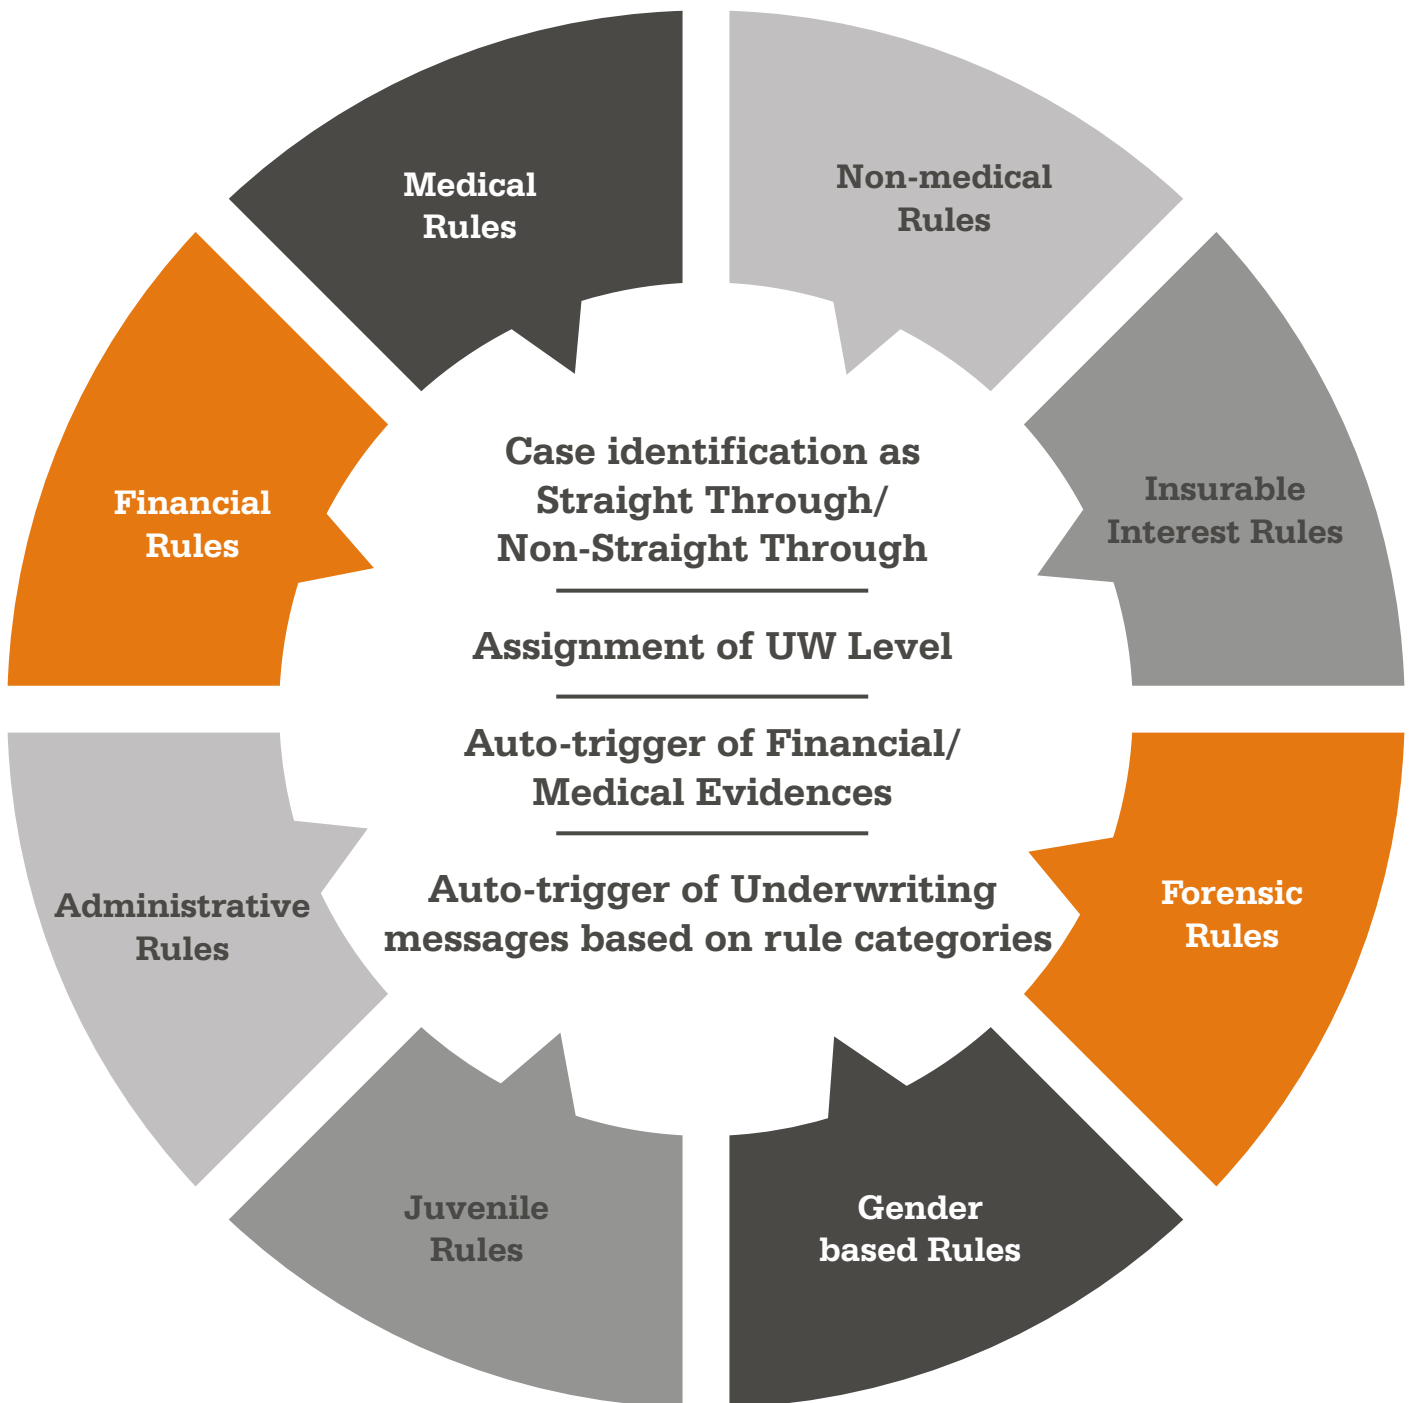 Medical
Rules
Non-medical
Rules
Financial
Rules
Insurable
Interest Rules
Case identification as
Straight Through/
Non-Straight Through
Assignment of UW Level
Auto-trigger of Financial/
Medical Evidences
Auto-trigger of Underwriting
messages based on rule categories
Administrative
Rules
Forensic
Rules
Juvenile
Rules
Gender
based Rules